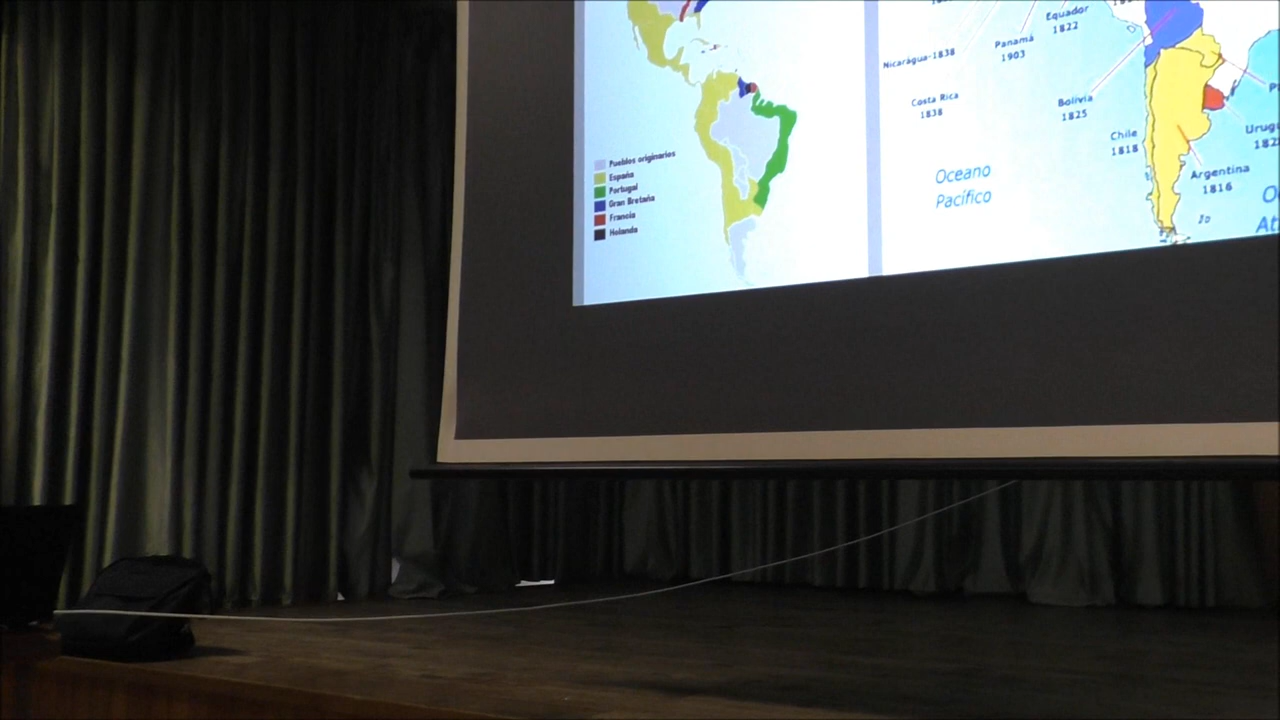 Pueblos originarios
España
Portugal
Gran Bretaña
Francia
Holanda
Equador
1822
Nicarágua-1838
Panamá
1903
Costa Rica
1838
Bolívia
1825
Chile
1818
Argentina
1816
Oceano
Pacífico